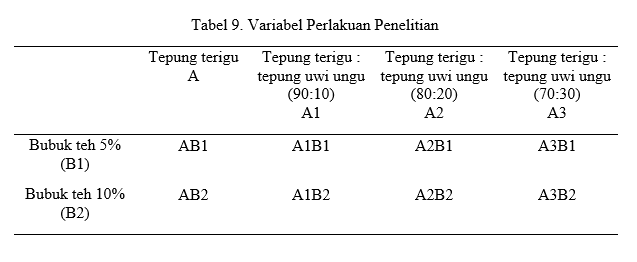 Tabel 9. Variabel Perlakuan Penelitian
Tepung terigu Tepung terigu : Tepung terigu : Tepung terigu :
A tepung uwi ungu tepung uwi ungu tepung uwi ungu
(90:10) (80:20) (70:30)
A1 A2 A3
Bubuk teh 5% AB1 A1B1 A2B1 A3B1
(B1)
Bubuk teh 10% AB2 A1B2 A2B2 A3B2
(B2)